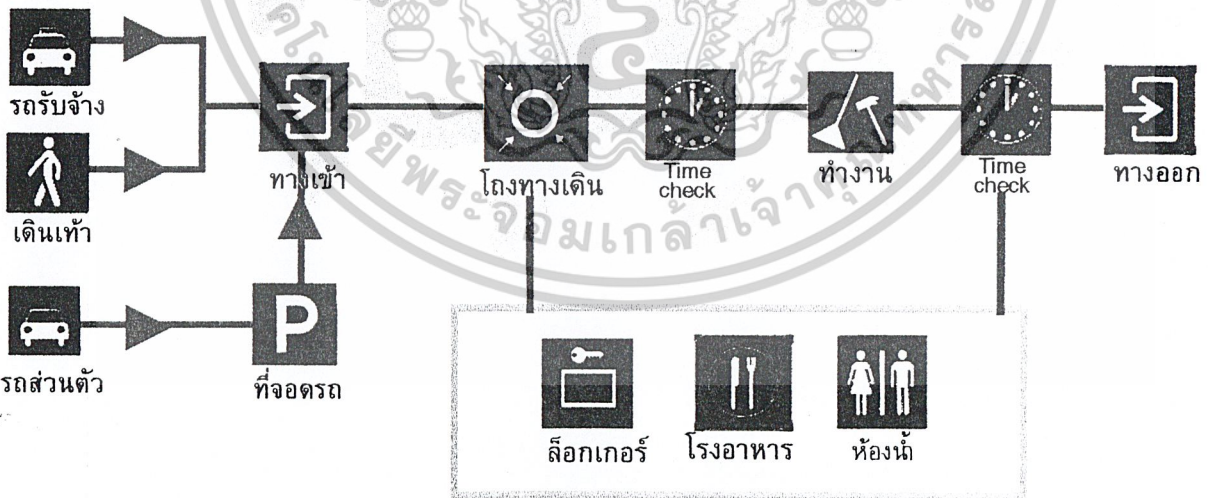 รถรับจ้าง
เดินเท้า
รถส่วนตัว
P
ที่จอดรถ
ทางเข้า
โถงทางเดิน
Time
check
ทำงาน
Time
check
ทางออก
ล็อกเกอร์
โรงอาหาร
ห้องน้ำ